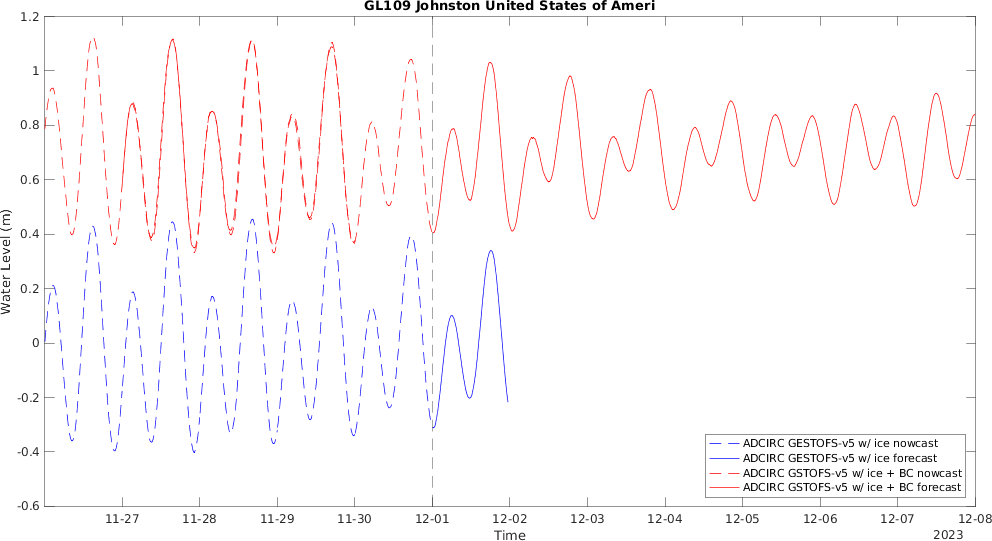 GL109 Johnston United States of Ameri
1.2
1
0.8
0.6
0.4
0.2
0
-0.2
-0.4
-0.6
Water Level (m)
ADCIRC GESTOFS-v5 w/ ice nowcast
ADCIRC GESTOFS-v5 w/ ice forecast
ADCIRC GSTOFS-v5 w/ ice + BC nowcast
ADCIRC GSTOFS-v5 w/ ice + BC forecast
11-27 11-28 11-29 11-30 12-01 12-02 12-03 12-04 12-05 12-06 12-07 12-08
Time
2023